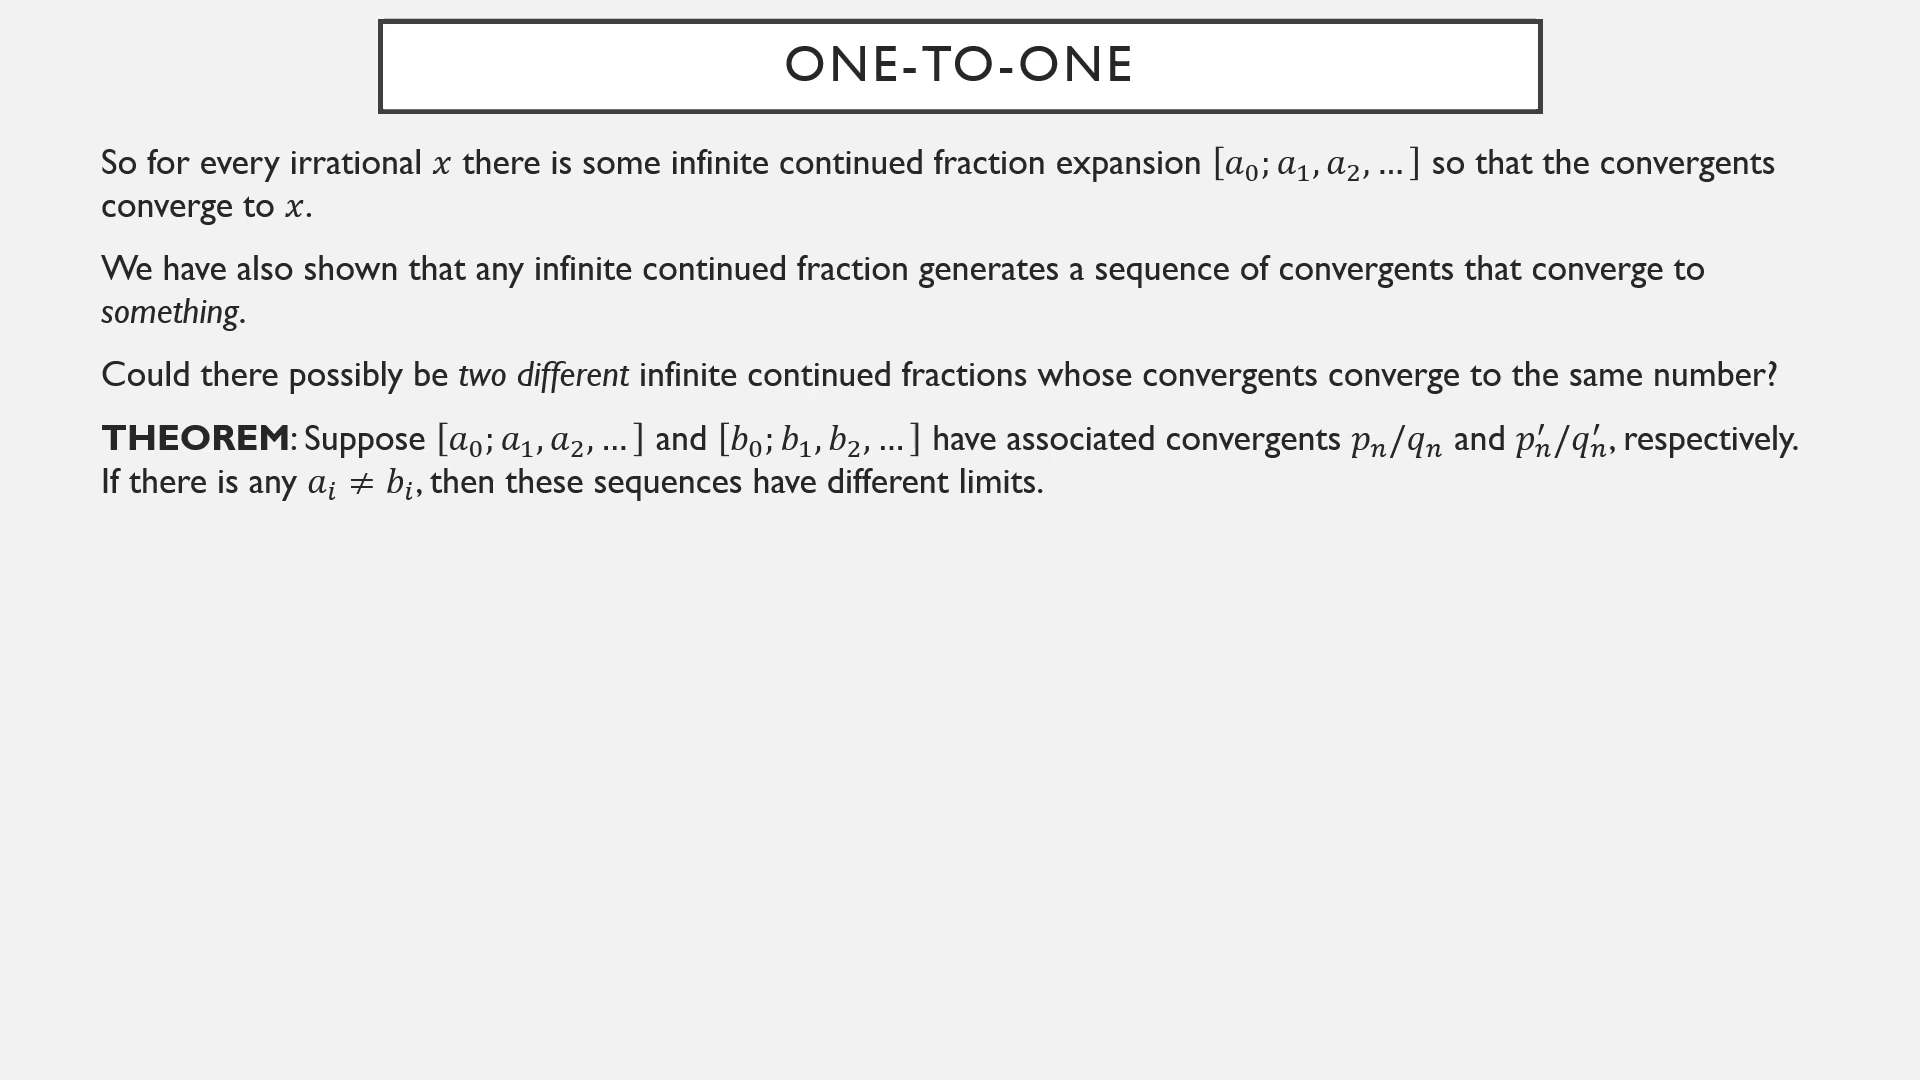 ONE-TO-ONE
So for every irrational 𝑥 there is some infinite continued fraction expansion [𝑎₀; 𝑎₁, 𝑎₂, … ] so that the convergents
converge to 𝑥.
We have also shown that any infinite continued fraction generates a sequence of convergents that converge to
something.
Could there possibly be two different infinite continued fractions whose convergents converge to the same number?
THEOREM: Suppose [𝑎₀; 𝑎₁, 𝑎₂, … ] and [𝑏₀; 𝑏₁, 𝑏₂, … ] have associated convergents 𝑝ₙ/𝑞ₙ and 𝑝′ₙ/𝑞′ₙ, respectively.
If there is any 𝑎ᵢ ≠ 𝑏ᵢ, then these sequences have different limits.